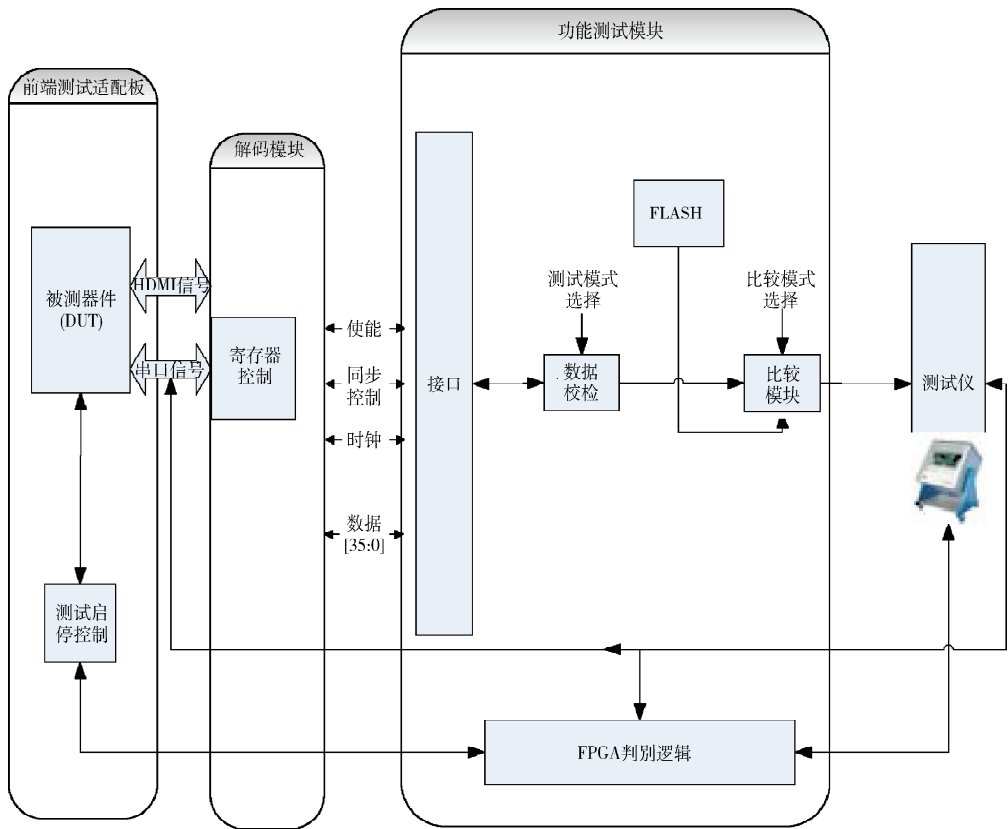 功能测试模块
前端测试适配板
解码模块
FLASH
被测器件
(DUT)
HDMI信号
测试模式
选择
比较模式
选择
串口信号
寄存器
控制
使能
同步
控制
时钟
数据
[35:0]
接口
数据
校检
比较
模块
测试仪
测试启
停控制
FPGA判别逻辑